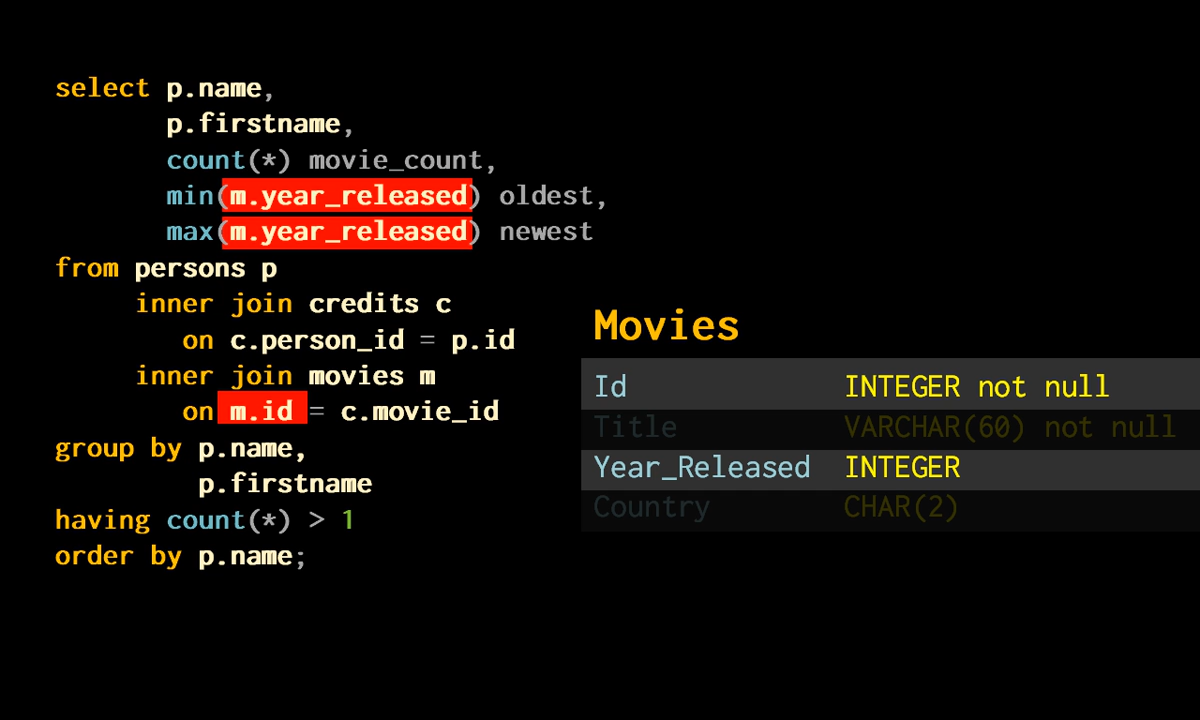 select p.name,
p.firstname,
count(*) movie_count,
min(m.year_released) oldest,
max(m.year_released) newest
from persons p
inner join credits c
on c.person_id = p.id
inner join movies m
on m.id = c.movie_id
group by p.name,
p.firstname
having count(*) > 1
order by p.name;
Movies
Id INTEGER not null
Title VARCHAR(60) not null
Year_Released INTEGER
Country CHAR(2)